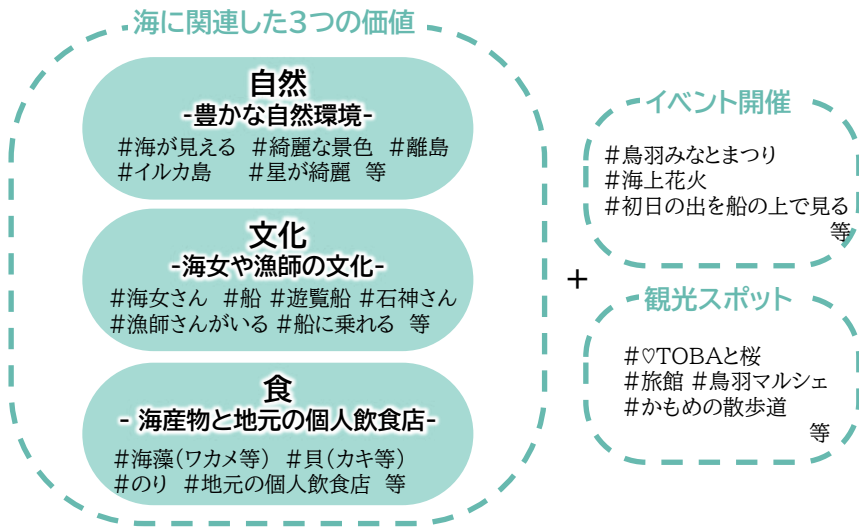 海に関連した3つの価値
自然
-豊かな自然環境-
#海が見える #綺麗な景色 #離島
#イルカ島 #星が綺麗 等
文化
-海女や漁師の文化-
#海女さん #船 #遊覧船 #石神さん
#漁師さんがいる #船に乗れる 等
食
- 海産物と地元の個人飲食店-
#海藻(ワカメ等) #貝(カキ等)
#のり #地元の個人飲食店 等
+
イベント開催
#鳥羽みなとまつり
#海上花火
#初日の出を船の上で見る
等
観光スポット
#♡TOBAと桜
#旅館 #鳥羽マルシェ
#かもめの散歩道
等